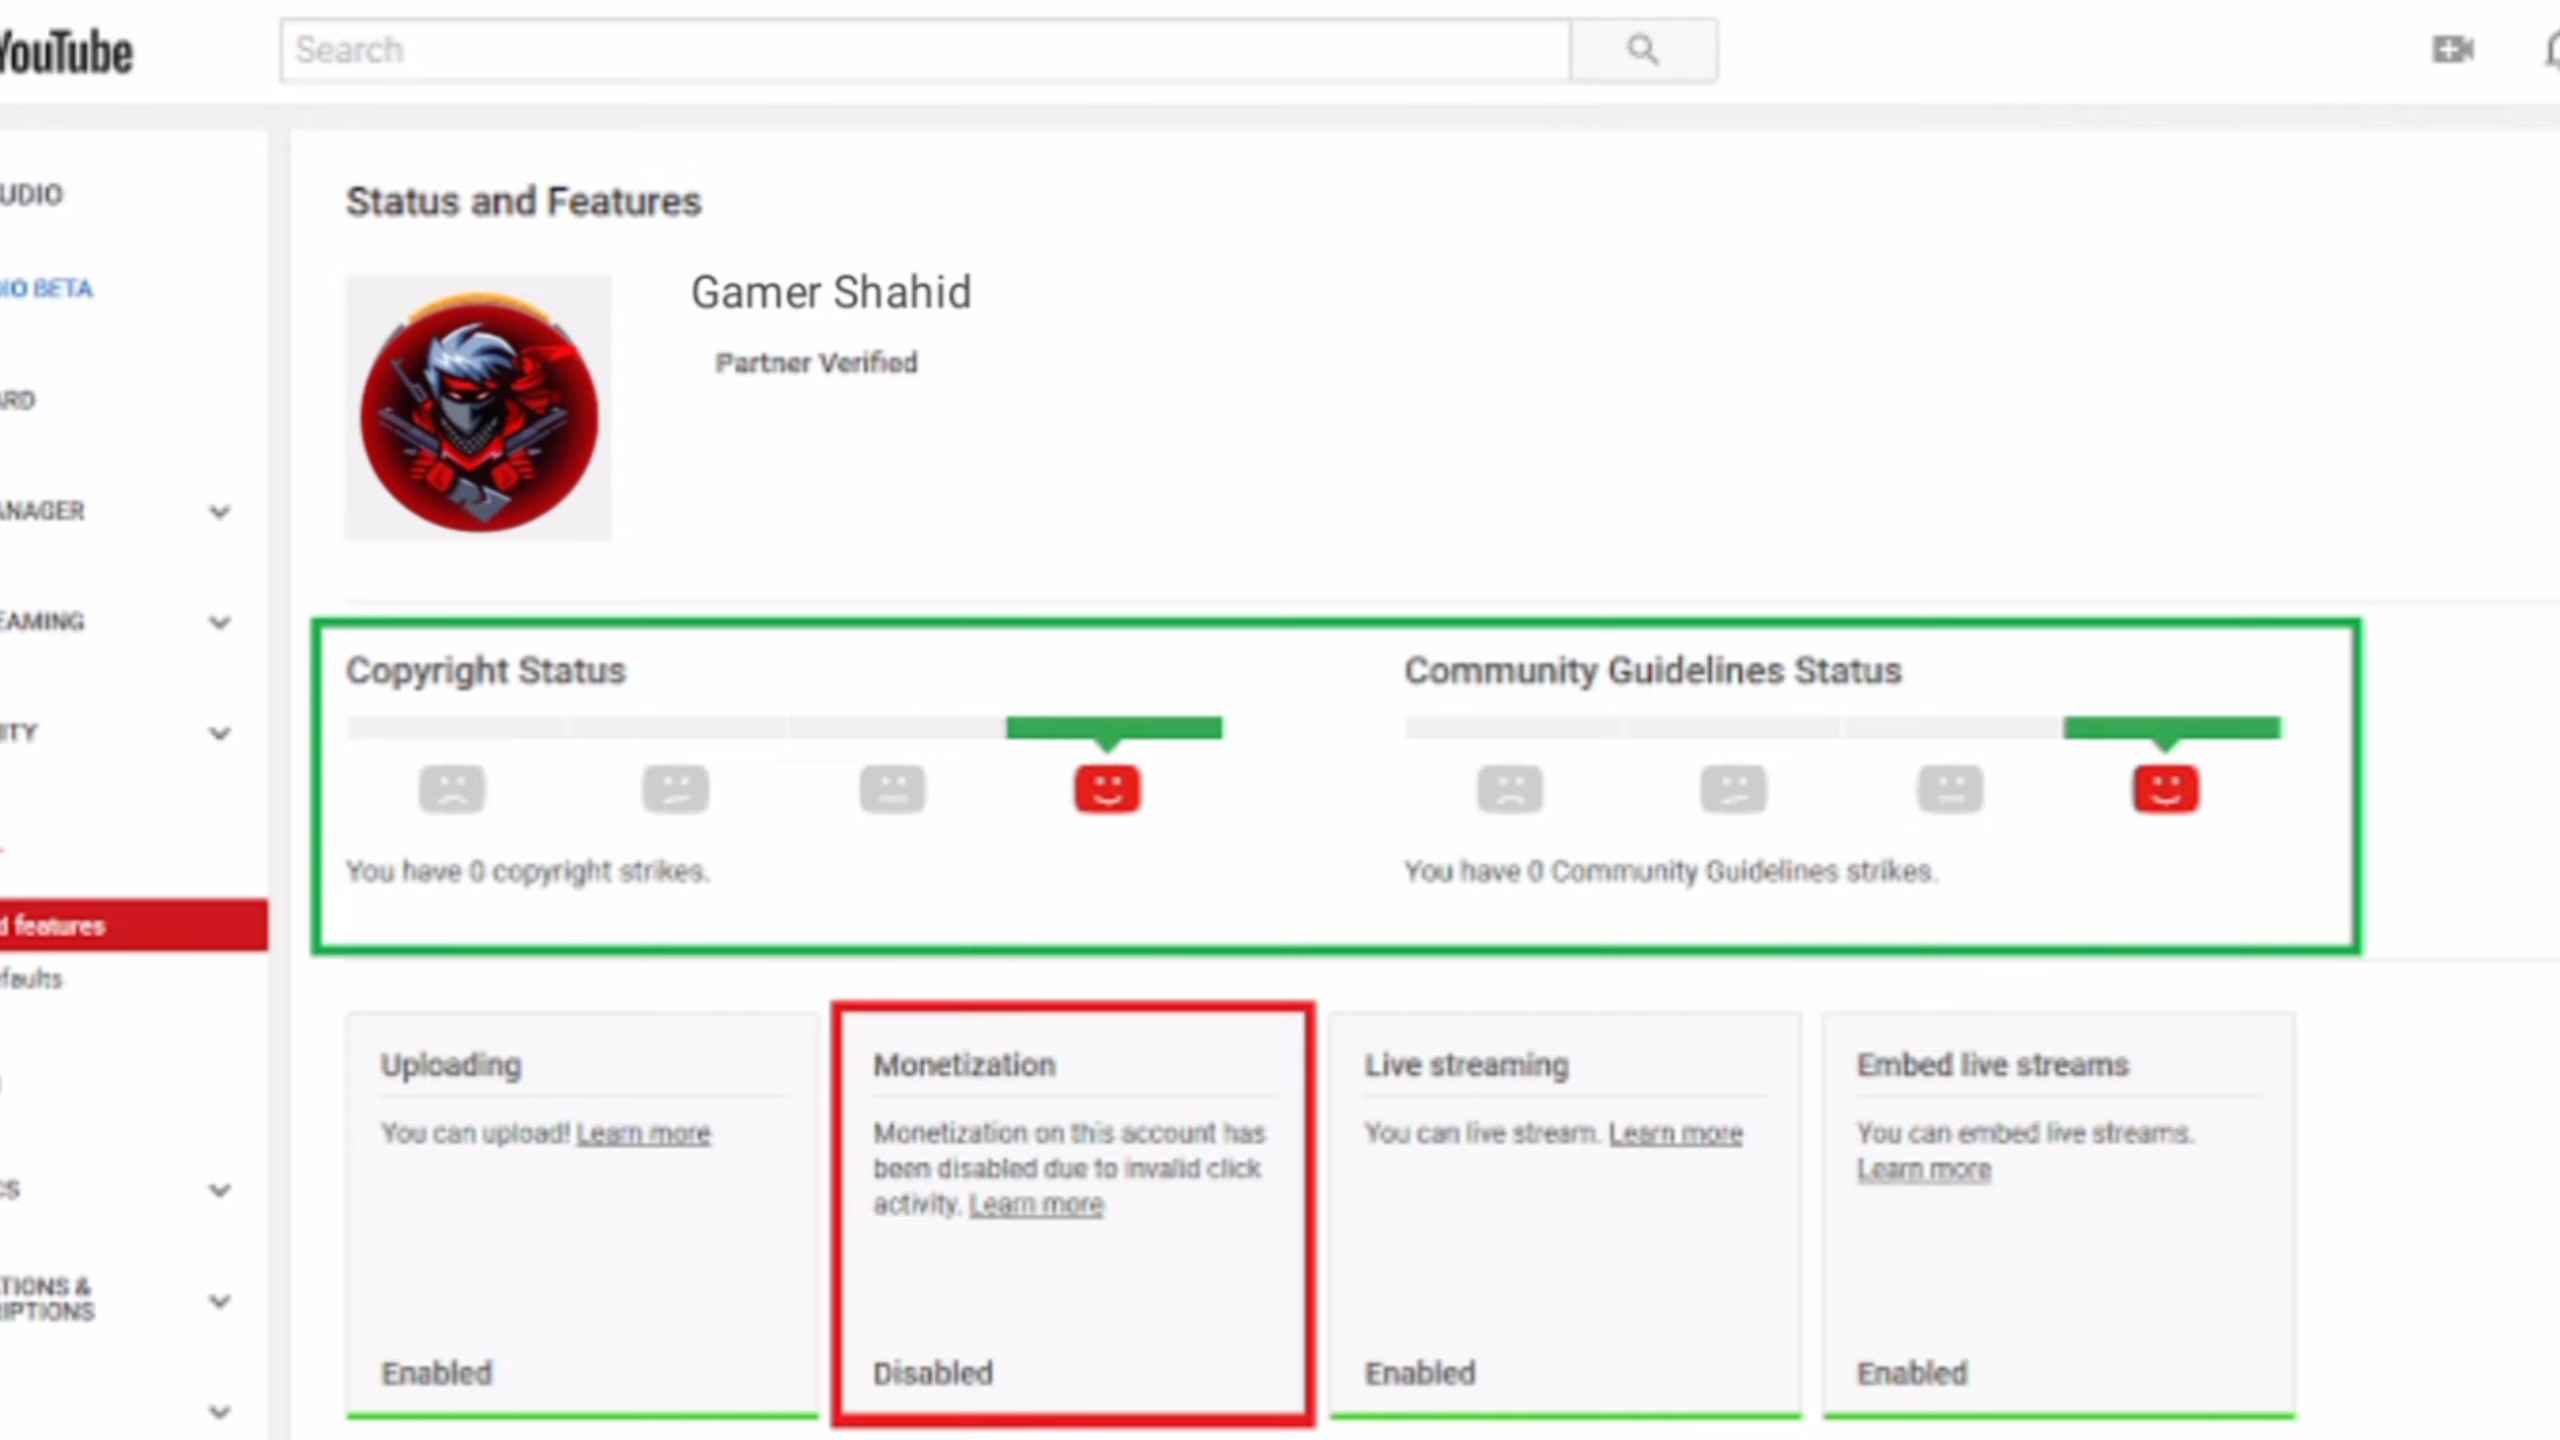 YouTube
Search
UDIO
IO BETA
ARD
ANAGER
EAMING
ITY
d features
faults
CS
TIONS &
IPTIONS
Status and Features
Gamer Shahid
Partner Verified
Copyright Status
You have 0 copyright strikes.
Community Guidelines Status
You have 0 Community Guidelines strikes.
Uploading
You can upload! Learn more
Enabled
Monetization
Monetization on this account has
been disabled due to invalid click
activity. Learn more
Disabled
Live streaming
You can live stream. Learn more
Enabled
Embed live streams
You can embed live streams.
Learn more
Enabled